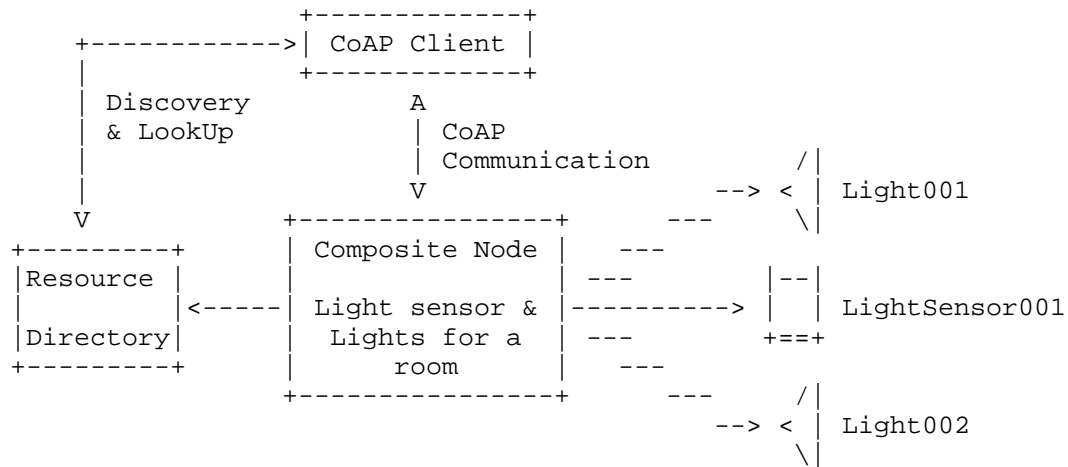 CoAP Client
Discovery
& LookUp
CoAP
Communication
Light001
Composite Node
Resource
Directory
Light sensor &
Lights for a
room
LightSensor001
Light002